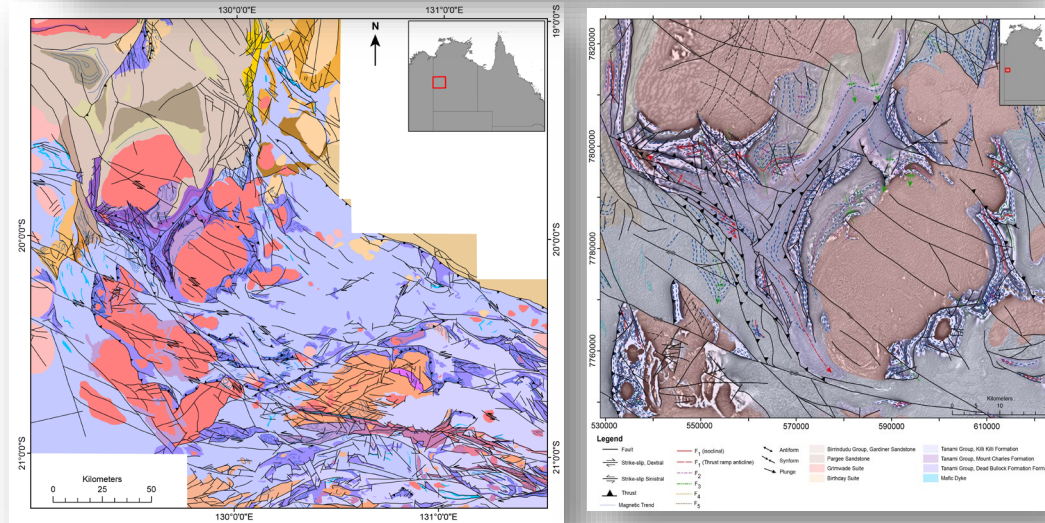 130°0'0"E
131°0'0"E
19°0'0"S
N
20°0'0"S
20°0'0"S
21°0'0"S
21°0'0"S
Kilometers
0
25
50
130°0'0"E
131°0'0"E
7820000
7800000
7780000
7760000
Kilometers
0
5
10
530000
550000
570000
590000
610000
Legend
Fault
Strike-slip, Dextral
Strike-slip Sinistral
Thrust
Magnetic Trend
F1 (isoclinal)
F1 (Thrust ramp anticline)
F2
F3
F4
F5
Antiform
Synform
Plunge
Birrindudu Group, Gardner Sandstone
Pargee Sandstone
Grimwade Suite
Birthday Suite
Tanami Group, Killi Killi Formation
Tanami Group, Mount Charles Formation
Tanami Group, Dead Bullock Formation Form
Mafic Dyke